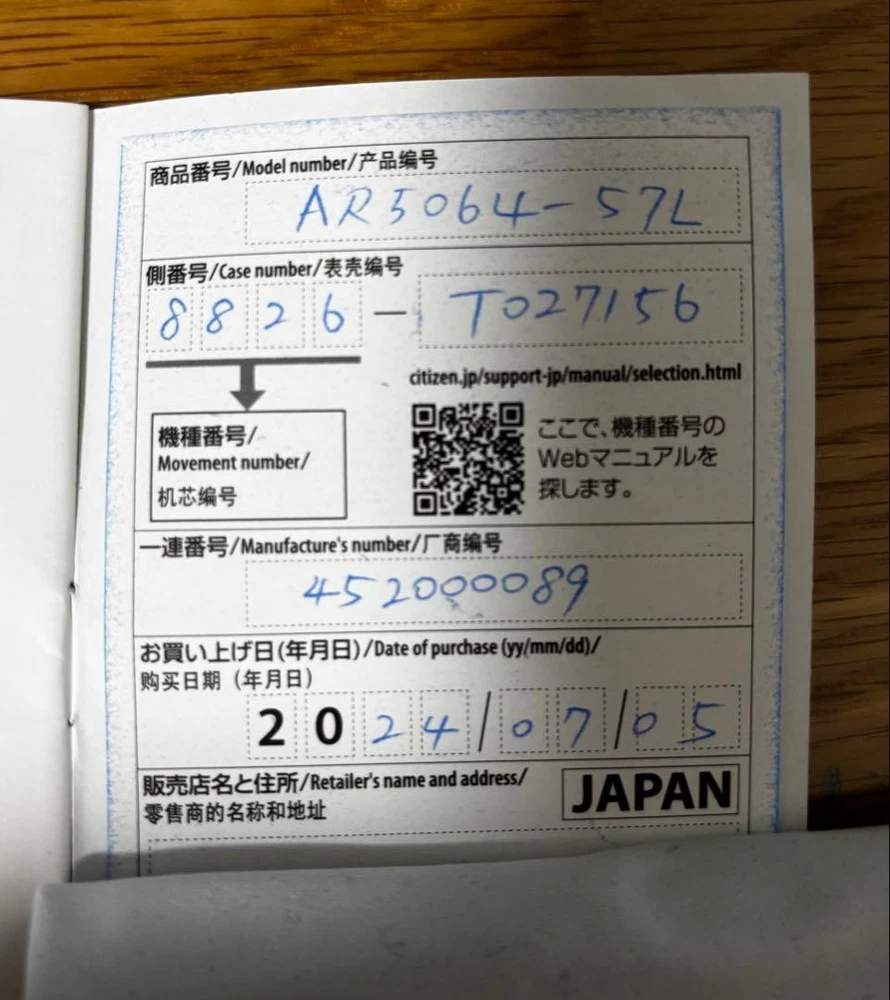 商品番号/Model number/产品编号
AR5064-57L
側番号/Case number/表壳编号
8826 — T027156
citizen.jp/support-jp/manual/selection.html
機種番号/
Movement number/
机芯编号
ここで、機種番号の
Webマニュアルを
探します。
一連番号/Manufacture's number/厂商编号
452000089
お買い上げ日(年月日)/Date of purchase (yy/mm/dd)/
购买日期（年月日）
2024/07/05
販売店名と住所/Retailer's name and address/
零售商的名称和地址
JAPAN